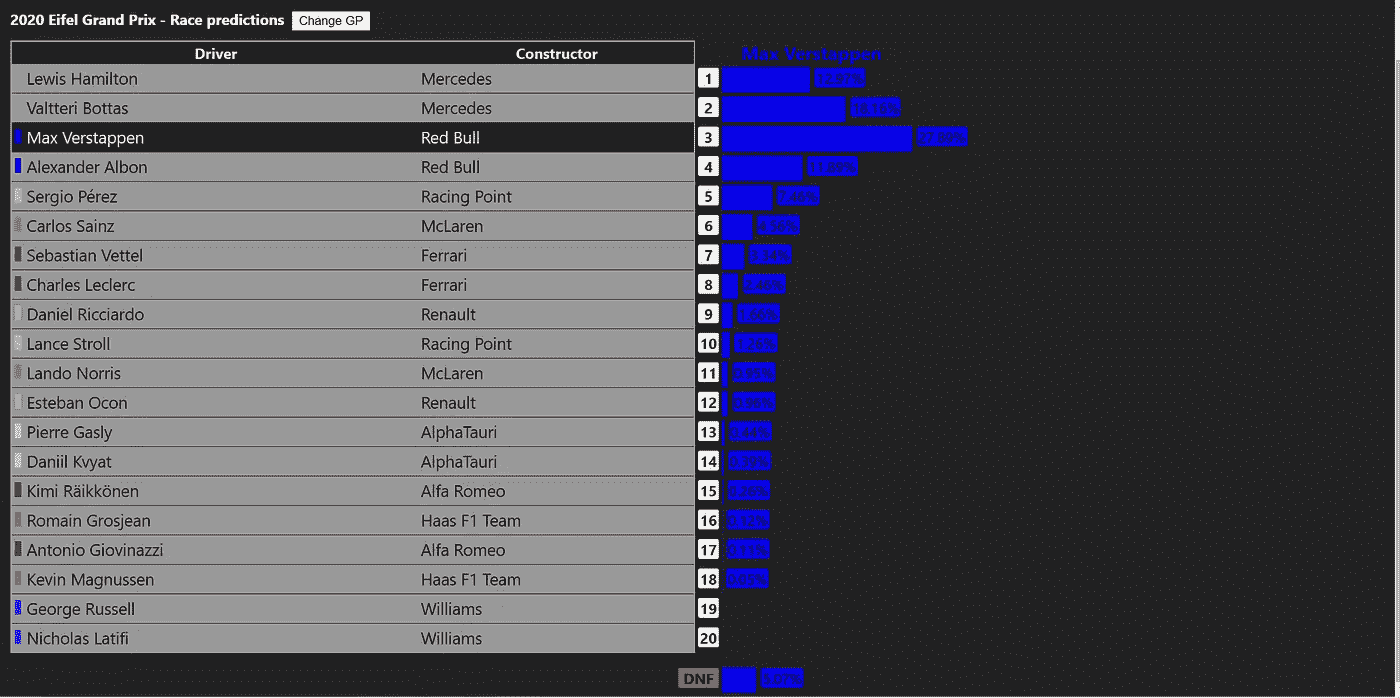 2020 Eifel Grand Prix - Race predictions Change GP
Driver Constructor Max Verstappen
Lewis Hamilton Mercedes 1
Valtteri Bottas Mercedes 2
Max Verstappen Red Bull 3
Alexander Albon Red Bull 4
Sergio Pérez Racing Point 5
Carlos Sainz McLaren 6
Sebastian Vettel Ferrari 7
Charles Leclerc Ferrari 8
Daniel Ricciardo Renault 9
Lance Stroll Racing Point 10
Lando Norris McLaren 11
Esteban Ocon Renault 12
Pierre Gasly AlphaTauri 13
Daniil Kvyat AlphaTauri 14
Kimi Räikkönen Alfa Romeo 15
Romain Grosjean Haas F1 Team 16
Antonio Giovinazzi Alfa Romeo 17
Kevin Magnussen Haas F1 Team 18
George Russell Williams 19
Nicholas Latifi Williams 20
DNF